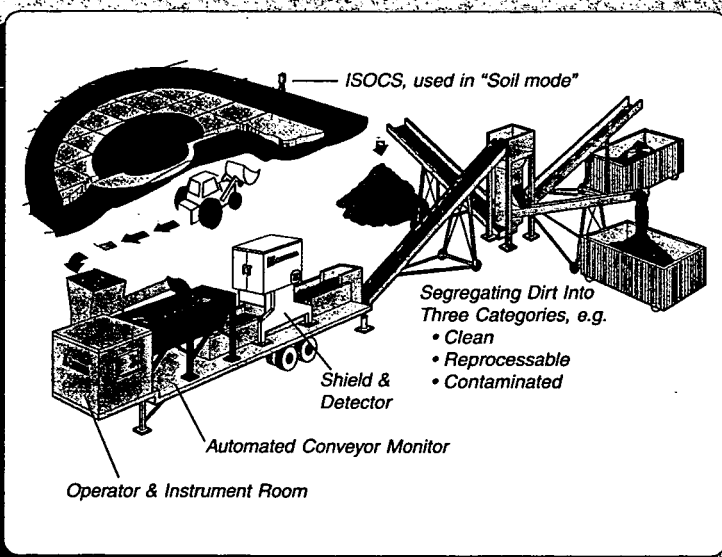 ISOCS, used in "Soil mode"
Segregating Dirt Into
Three Categories, e.g.
• Clean
• Reprocessable
• Contaminated
Shield &
Detector
Automated Conveyor Monitor
Operator & Instrument Room